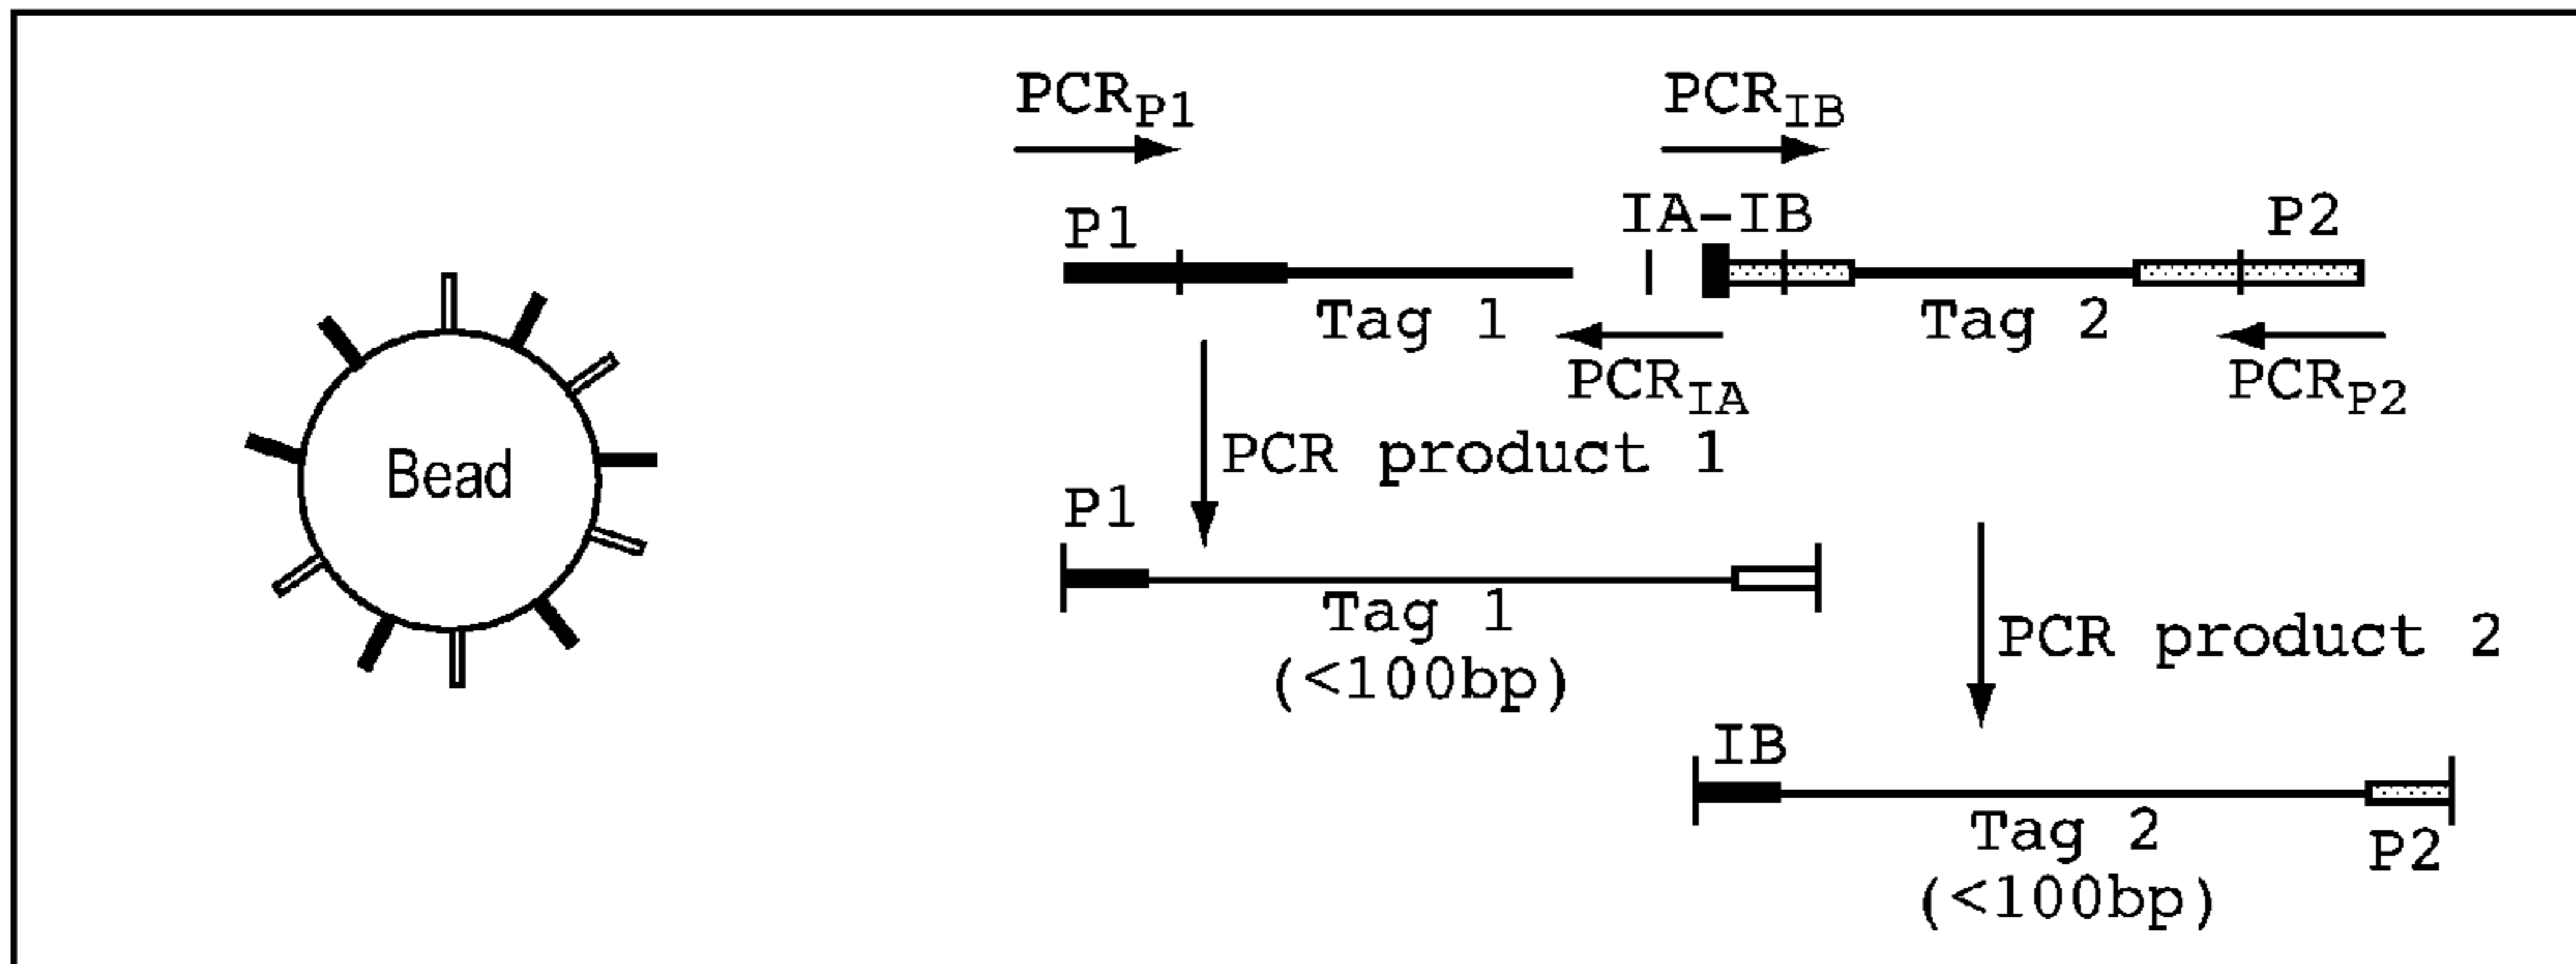 PCRP1
PCRIB
P1
IA-IB
P2
Tag 1
Tag 2
PCRIA
PCRP2
Bead
PCR product 1
P1
Tag 1
(<100bp)
PCR product 2
IB
Tag 2
P2
(<100bp)